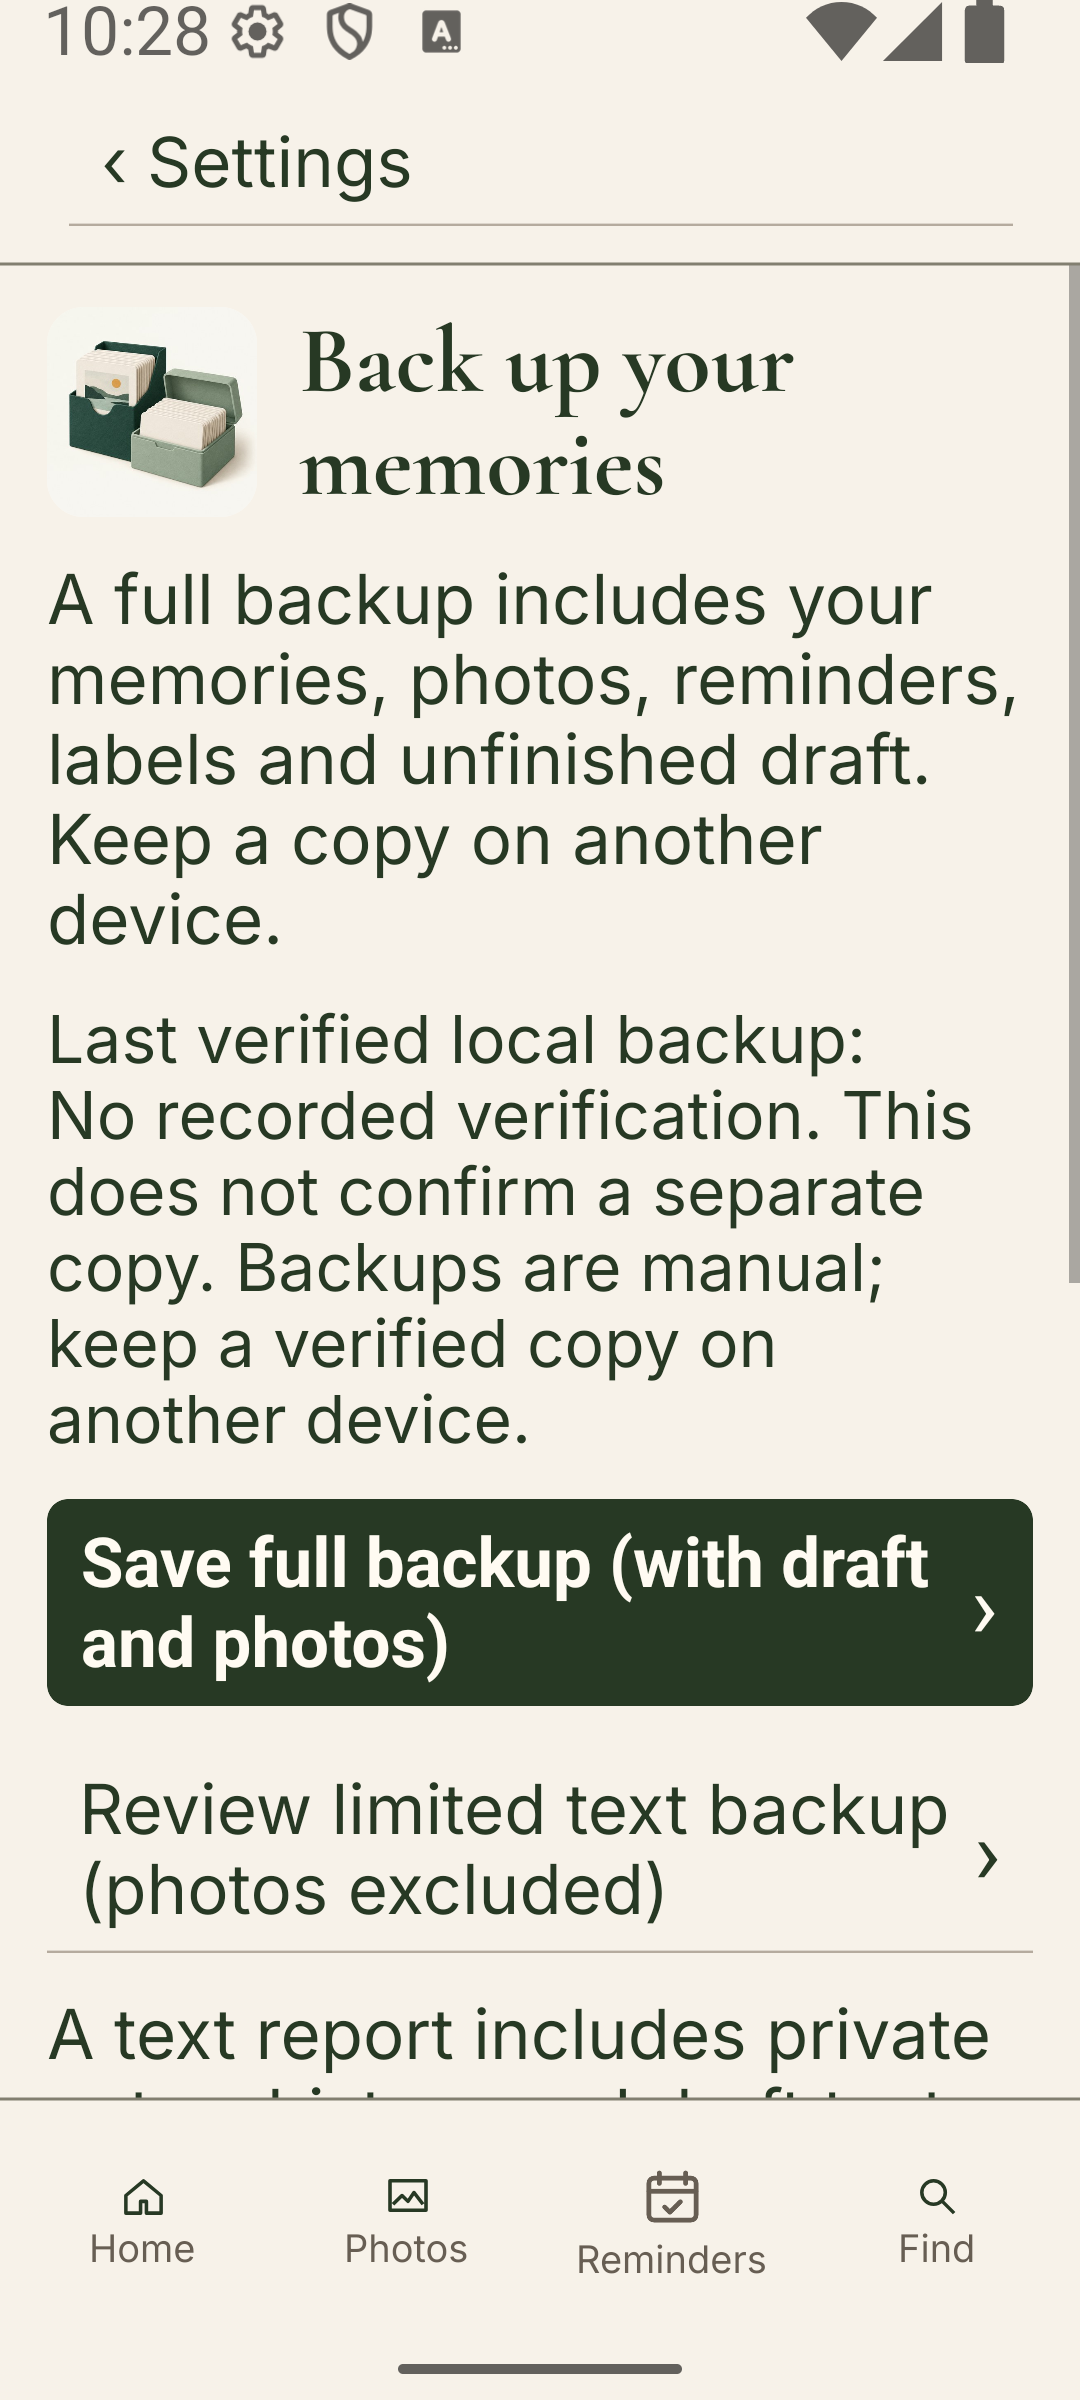 10:28
‹ Settings
Back up your
memories
A full backup includes your
memories, photos, reminders,
labels and unfinished draft.
Keep a copy on another
device.
Last verified local backup:
No recorded verification. This
does not confirm a separate
copy. Backups are manual;
keep a verified copy on
another device.
Save full backup (with draft
and photos) ›
Review limited text backup
(photos excluded) ›
A text report includes private
Home
Photos
Reminders
Find